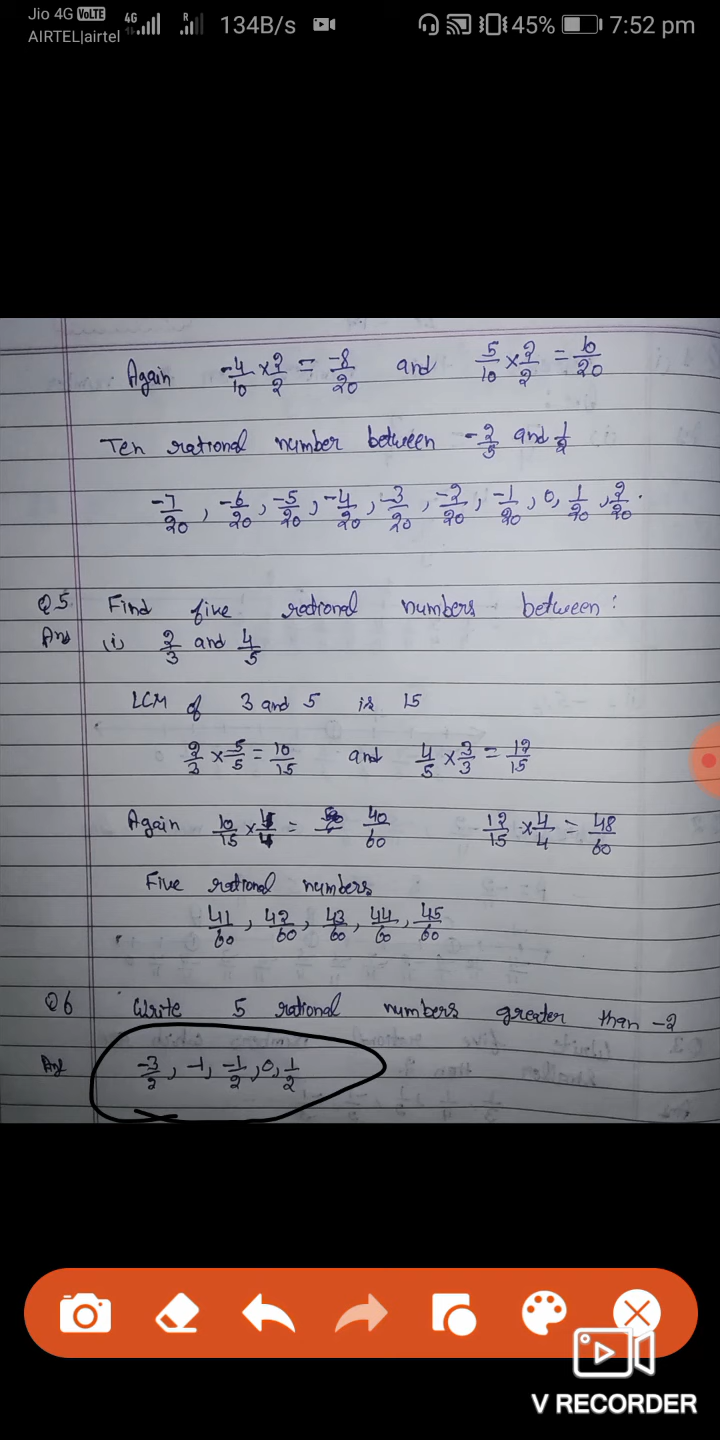 Jio 4G VoLTE 4G R 134B/s 45% 7:52 pm
AIRTEL|airtel
Again -4/10 × 2/2 = -8/20 and 5/10 × 2/2 = 10/20
Ten rational number between -2/5 and 1/2
-7/20, -6/20, -5/20, -4/20, -3/20, -2/20, -1/20, 0, 1/20, 2/20.
Q5 Find five rational numbers between:
Ans (i) 2/3 and 4/5
LCM of 3 and 5 is 15
2/3 × 5/5 = 10/15 and 4/5 × 3/3 = 12/15
Again 10/15 × 4/4 = 40/60 12/15 × 4/4 = 48/60
Five rational numbers
41/60, 42/60, 43/60, 44/60, 45/60
Q6 Write 5 rational numbers greater than -2
Ans -3/2, -1, -1/2, 0, 1/2
V RECORDER